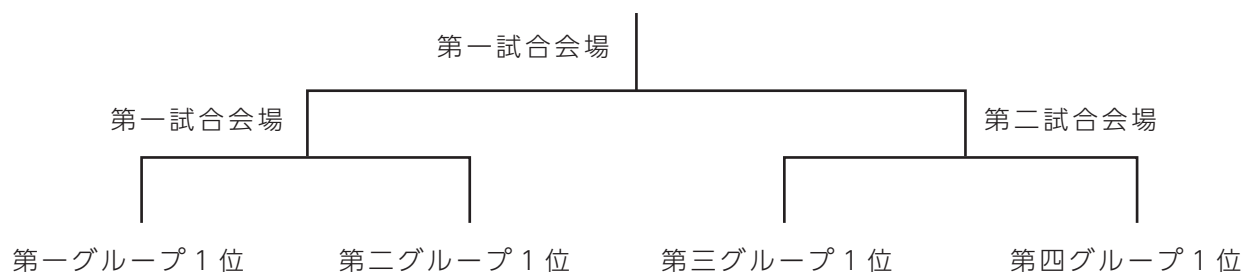 第一試合会場
第一試合会場
第二試合会場
第一グループ1位
第二グループ1位
第三グループ1位
第四グループ1位